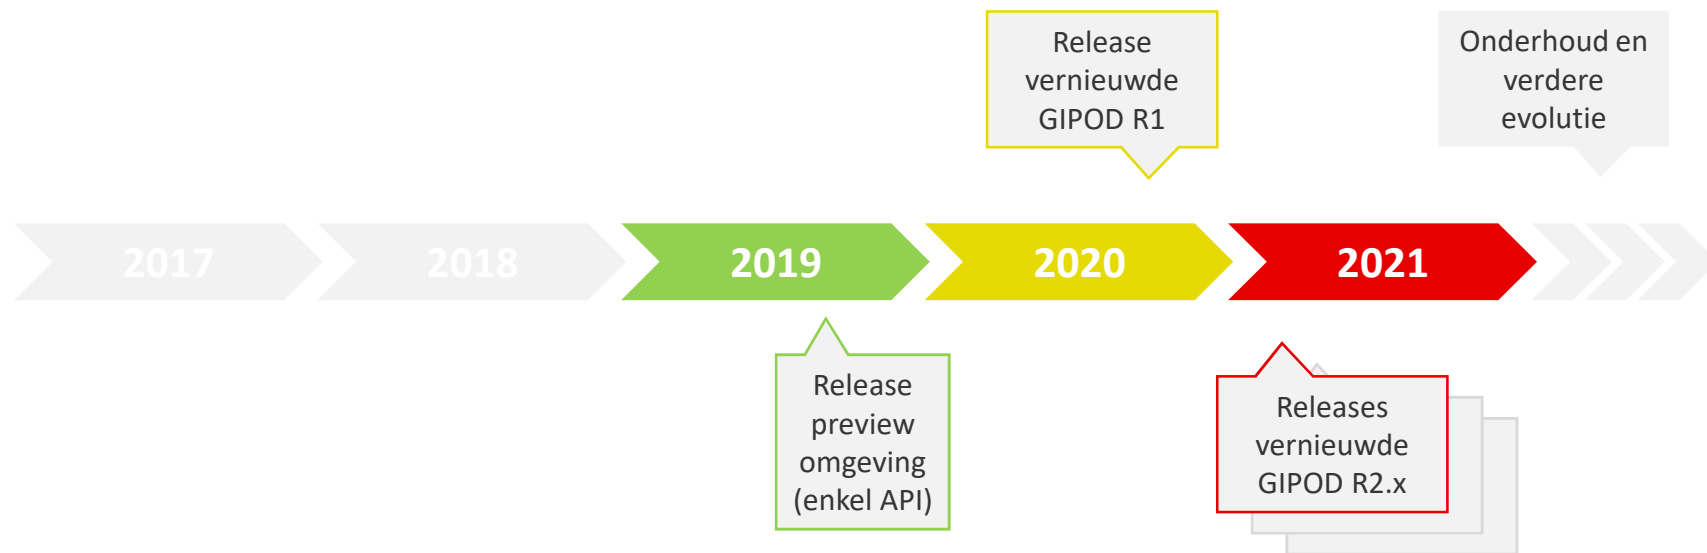 Release
vernieuwde
GIPOD R1
Onderhoud en
verdere
evolutie
2017
2018
2019
2020
2021
Release
preview
omgeving
(enkel API)
Releases
vernieuwde
GIPOD R2.x